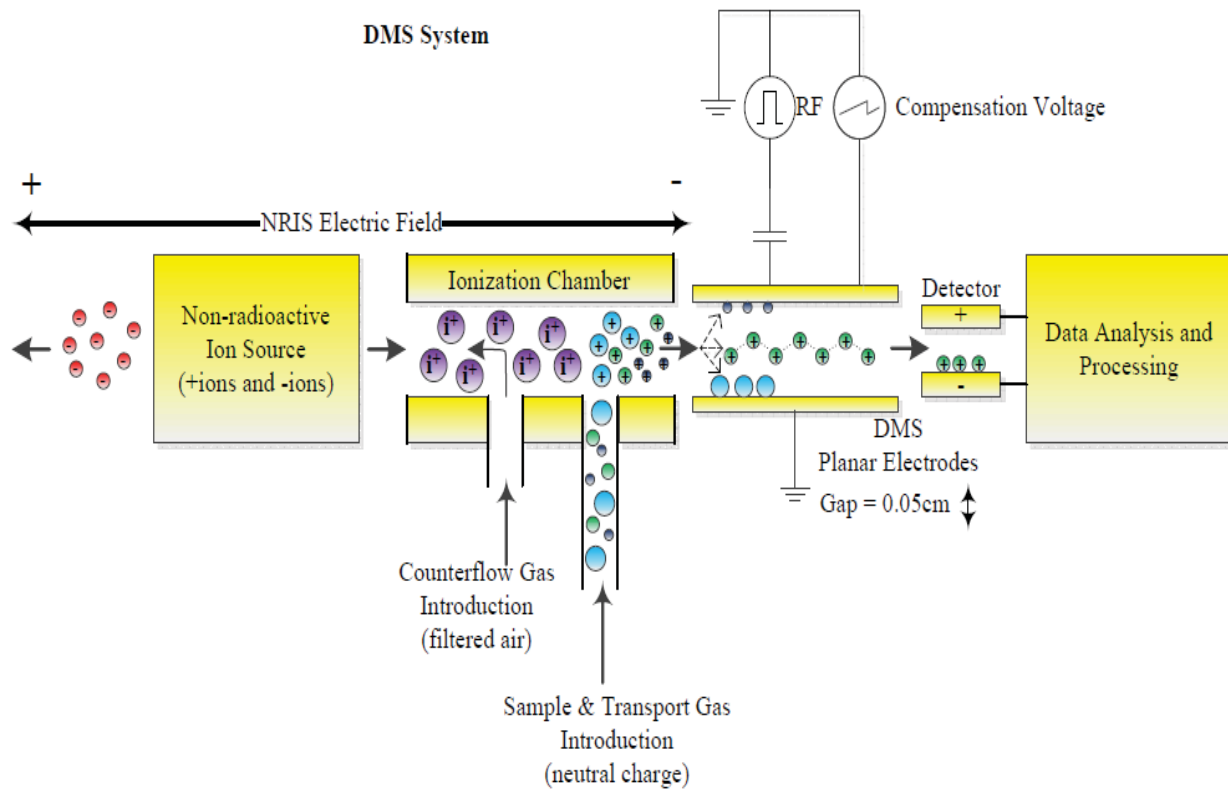 DMS System
RF
Compensation Voltage
+
-
NRIS Electric Field
Non-radioactive
Ion Source
(+ions and -ions)
Ionization Chamber
i+ i+ i+ i+ i+ i+ i+
Detector
+
-
Data Analysis and
Processing
DMS
Planar Electrodes
Gap = 0.05cm
Counterflow Gas
Introduction
(filtered air)
Sample & Transport Gas
Introduction
(neutral charge)